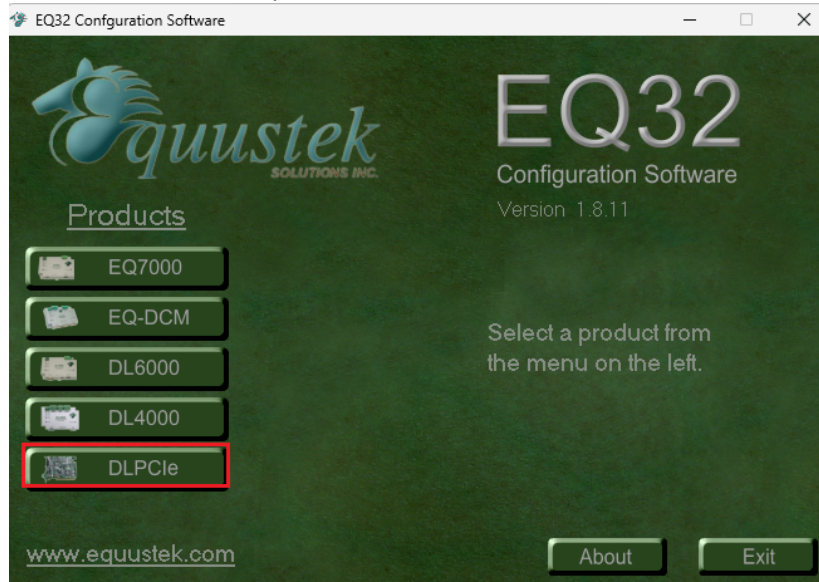 EQ32 Confguration Software
Equustek
SOLUTIONS INC.
EQ32
Configuration Software
Version 1.8.11
Products
EQ7000
EQ-DCM
DL6000
DL4000
DLPCIe
Select a product from
the menu on the left.
www.equustek.com
About
Exit